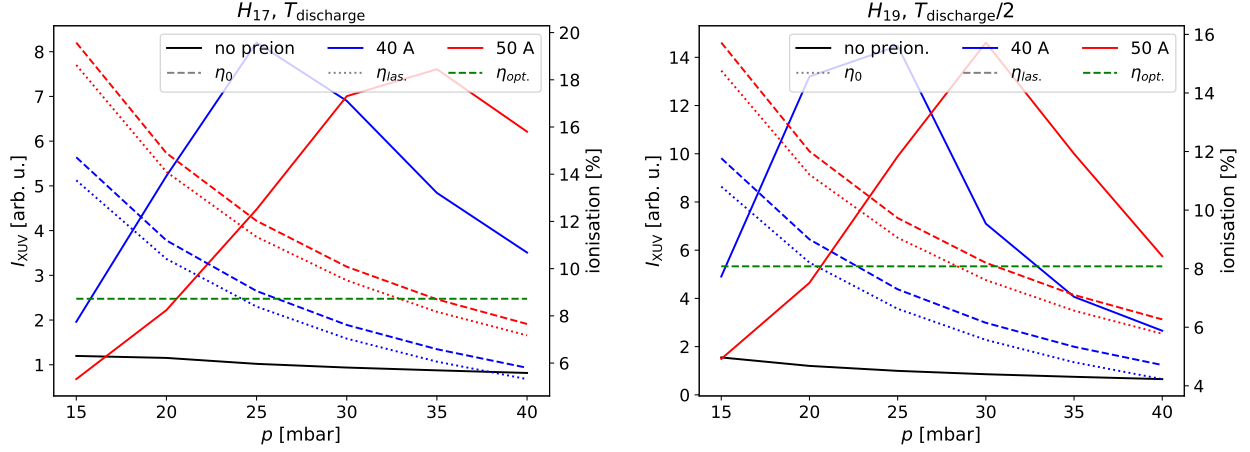 H17, Tdischarge
no preion. 40 A 50 A
η0 ηlas. ηopt.
IXUV [arb. u.]
8
7
6
5
4
3
2
1
20
18
16
14
12
10
8
6
ionisation [%]
15 20 25 30 35 40
p [mbar]
H19, Tdischarge/2
no preion. 40 A 50 A
η0 ηlas. ηopt.
IXUV [arb. u.]
14
12
10
8
6
4
2
0
16
14
12
10
8
6
4
ionisation [%]
15 20 25 30 35 40
p [mbar]